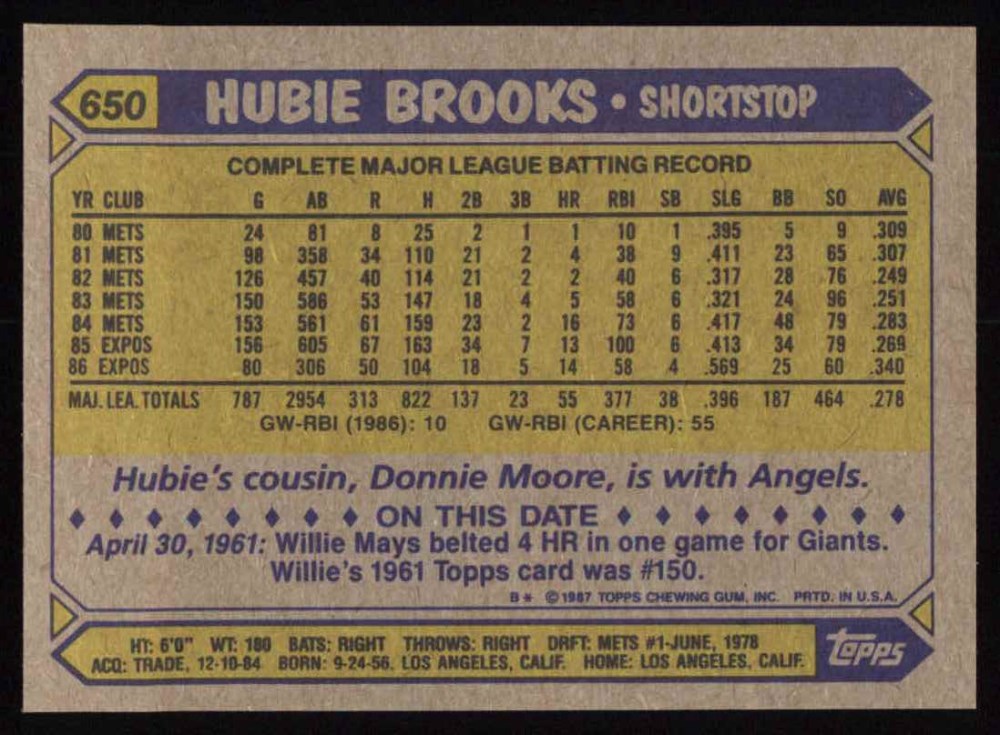 650 HUBIE BROOKS • SHORTSTOP
COMPLETE MAJOR LEAGUE BATTING RECORD
YR CLUB G AB R H 2B 3B HR RBI SB SLG BB SO AVG
80 METS 24 81 8 25 2 1 1 10 1 .395 5 9 .309
81 METS 98 358 34 110 21 2 4 38 9 .411 23 65 .307
82 METS 126 457 40 114 21 2 2 40 6 .317 28 76 .249
83 METS 150 586 53 147 18 4 5 58 6 .321 24 96 .251
84 METS 153 561 61 159 23 2 16 73 6 .417 48 79 .283
85 EXPOS 156 605 67 163 34 7 13 100 6 .413 34 79 .269
86 EXPOS 80 306 50 104 18 5 14 58 4 .569 25 60 .340
MAJ. LEA. TOTALS 787 2954 313 822 137 23 55 377 38 .396 187 464 .278
GW-RBI (1986): 10 GW-RBI (CAREER): 55
Hubie's cousin, Donnie Moore, is with Angels.
ON THIS DATE
April 30, 1961: Willie Mays belted 4 HR in one game for Giants.
Willie's 1961 Topps card was #150.
B* © 1987 TOPPS CHEWING GUM, INC. PRTD. IN U.S.A.
HT: 6'0" WT: 180 BATS: RIGHT THROWS: RIGHT DRFT: METS #1-JUNE, 1978
ACQ: TRADE, 12-10-84 BORN: 9-24-56, LOS ANGELES, CALIF. HOME: LOS ANGELES, CALIF.
Topps